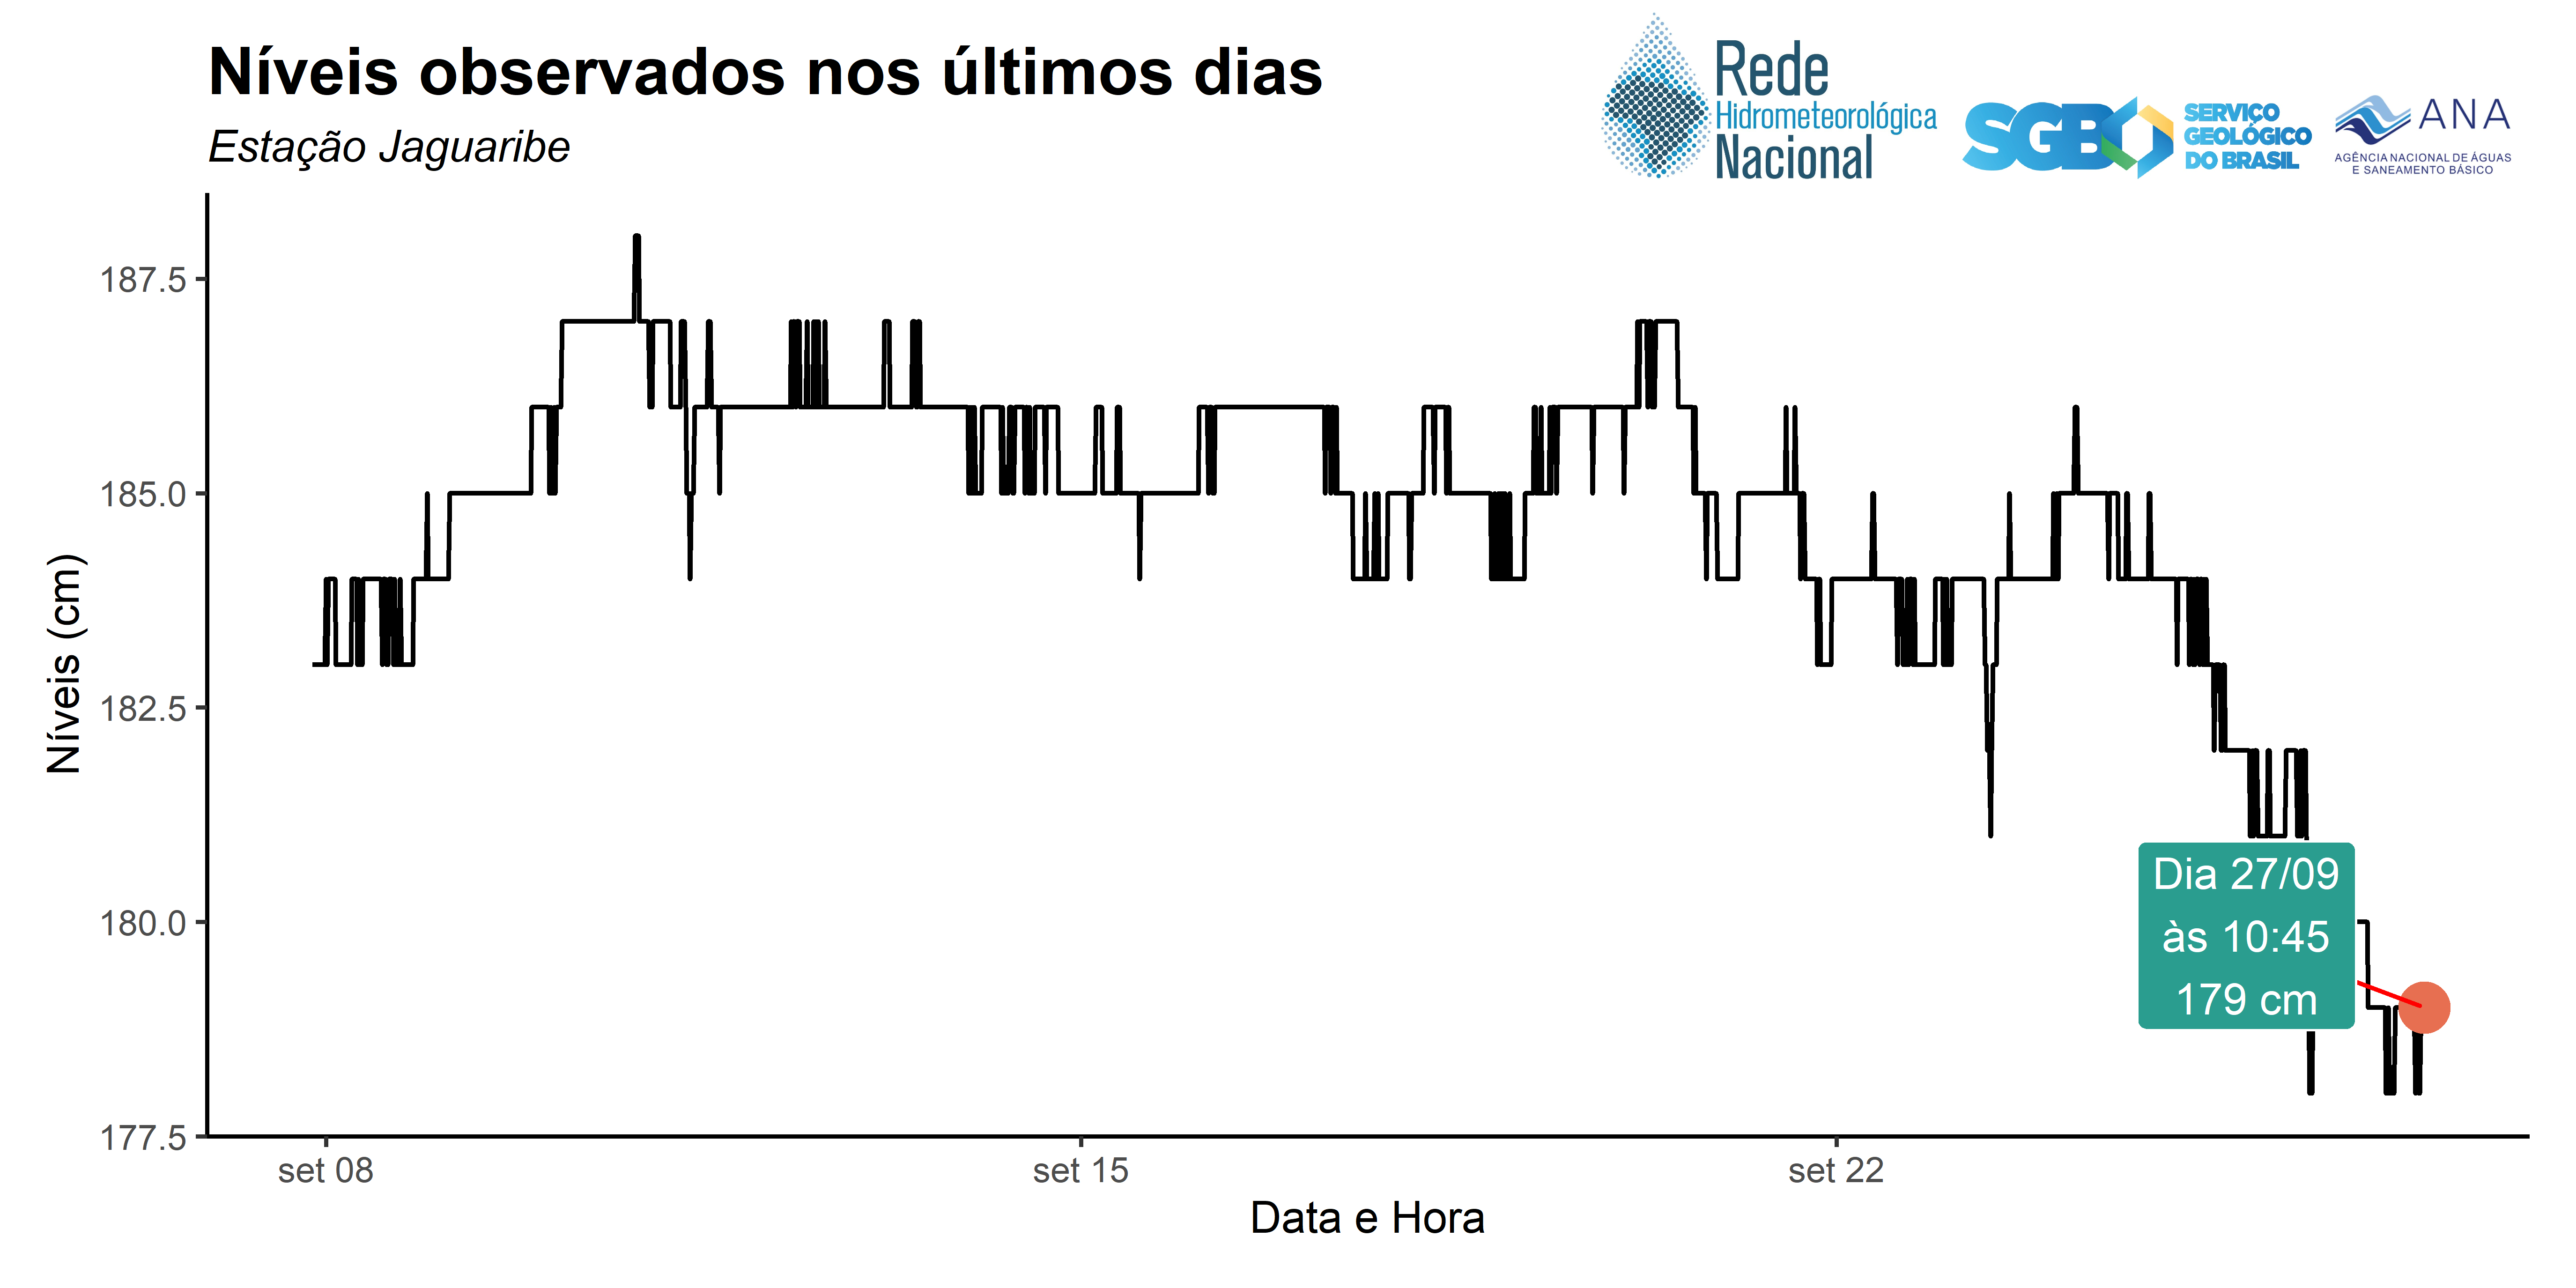 Níveis observados nos últimos dias
Estação Jaguaribe
Rede
Hidrometeorológica
Nacional
SGB
SERVIÇO
GEOLÓGICO
DO BRASIL
ANA
AGÊNCIA NACIONAL DE ÁGUAS
E SANEAMENTO BÁSICO
Níveis (cm)
187.5
185.0
182.5
180.0
177.5
Dia 27/09
às 10:45
179 cm
set 08
set 15
set 22
Data e Hora